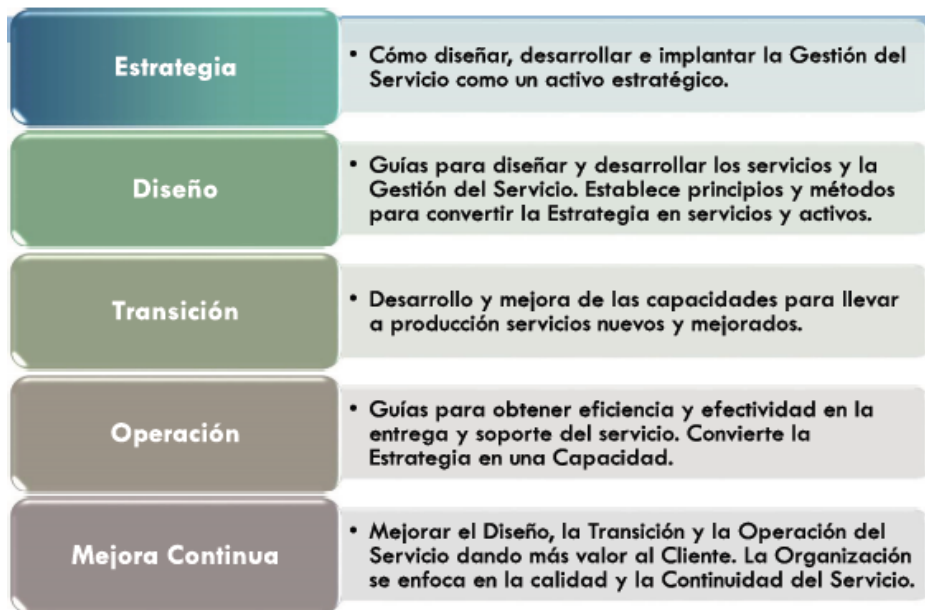 Estrategia
• Cómo diseñar, desarrollar e implantar la Gestión del
Servicio como un activo estratégico.
Diseño
• Guías para diseñar y desarrollar los servicios y la
Gestión del Servicio. Establece principios y métodos
para convertir la Estrategia en servicios y activos.
Transición
• Desarrollo y mejora de las capacidades para llevar
a producción servicios nuevos y mejorados.
Operación
• Guías para obtener eficiencia y efectividad en la
entrega y soporte del servicio. Convierte la
Estrategia en una Capacidad.
Mejora Continua
• Mejorar el Diseño, la Transición y la Operación del
Servicio dando más valor al Cliente. La Organización
se enfoca en la calidad y la Continuidad del Servicio.